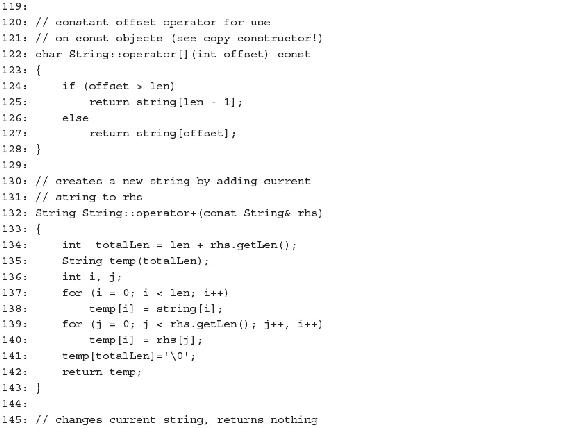 119:
120: // constant offset operator for use
121: // on const objects (see copy constructor!)
122: char String::operator[](int offset) const
123: {
124:     if (offset > len)
125:         return string[len - 1];
126:     else
127:         return string[offset];
128: }
129:
130: // creates a new string by adding current
131: // string to rhs
132: String String::operator+(const String& rhs)
133: {
134:     int  totalLen = len + rhs.getLen();
135:     String temp(totalLen);
136:     int i, j;
137:     for (i = 0; i < len; i++)
138:         temp[i] = string[i];
139:     for (j = 0; j < rhs.getLen(); j++, i++)
140:         temp[i] = rhs[j];
141:     temp[totalLen]='\0';
142:     return temp;
143: }
144:
145: // changes current string, returns nothing